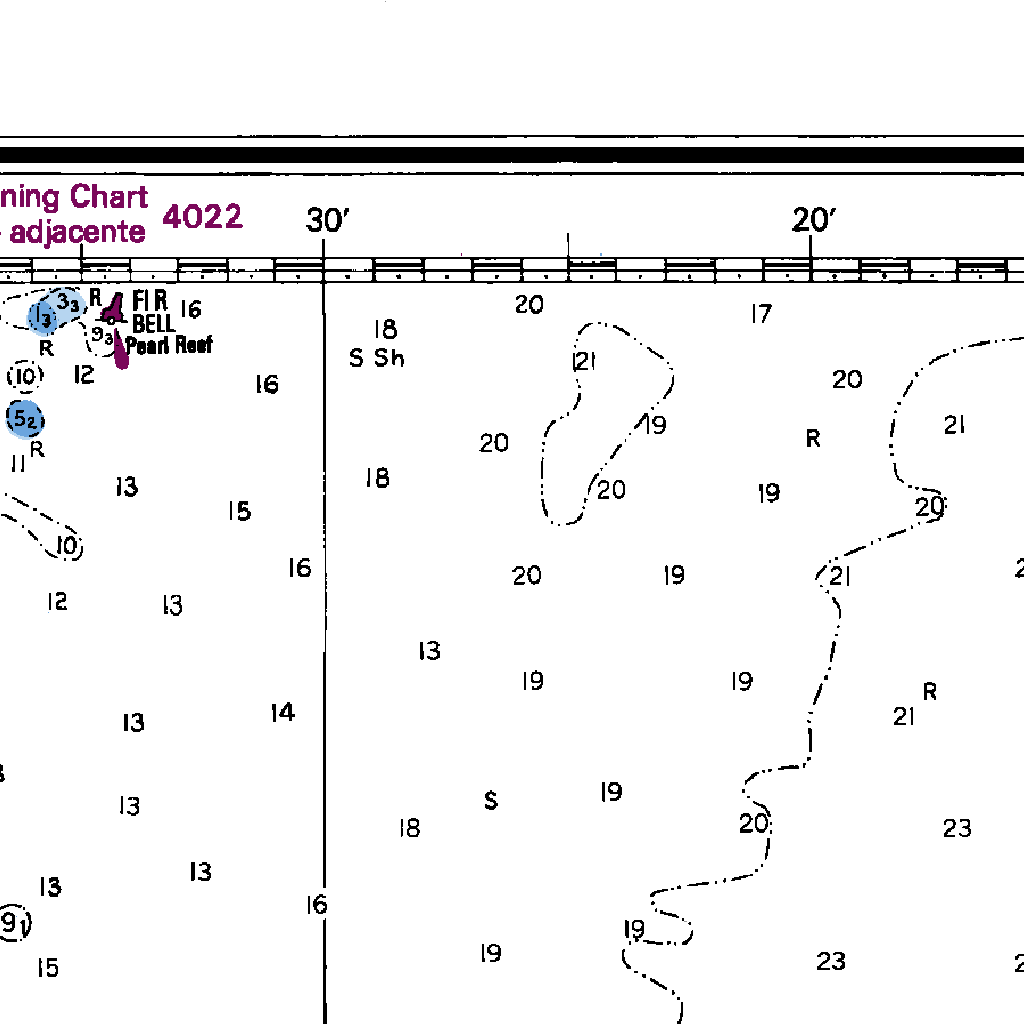 ning Chart
adjacente 4022
30′ 20′
3₃ R Fl R 16 20 17
1₃ BELL 18
9₃ Pearl Reef
R S Sh 21
10 12 16 20
5₂ 19 21
R 20 R
11
13 18 20 19
15 20
10
16 20 19 21
12 13
13
19 19
R
13 14 21
13 S 19
18 20 23
13 13
16
9₁ 19
15 19 23